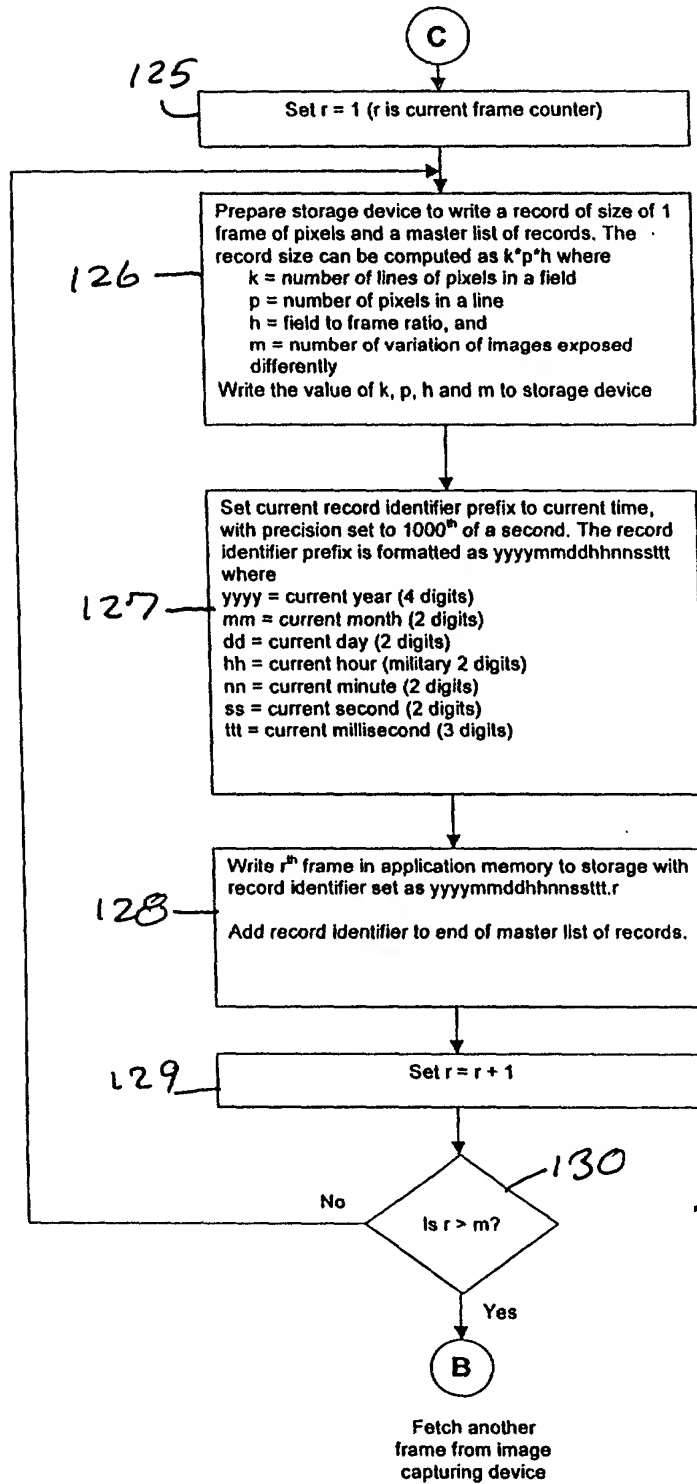 C
125
Set r = 1 (r is current frame counter)
Prepare storage device to write a record of size of 1
frame of pixels and a master list of records. The
record size can be computed as k*p*h where
k = number of lines of pixels in a field
p = number of pixels in a line
h = field to frame ratio, and
m = number of variation of images exposed
differently
Write the value of k, p, h and m to storage device
126
Set current record identifier prefix to current time,
with precision set to 1000th of a second. The record
identifier prefix is formatted as yyyymmddhhnnssttt
where
yyyy = current year (4 digits)
mm = current month (2 digits)
dd = current day (2 digits)
hh = current hour (military 2 digits)
nn = current minute (2 digits)
ss = current second (2 digits)
ttt = current millisecond (3 digits)
127
Write rth frame in application memory to storage with
record identifier set as yyyymmddhhnnssttt.r
Add record identifier to end of master list of records.
128
Set r = r + 1
129
130
No
Is r > m?
Yes
B
Fetch another
frame from image
capturing device